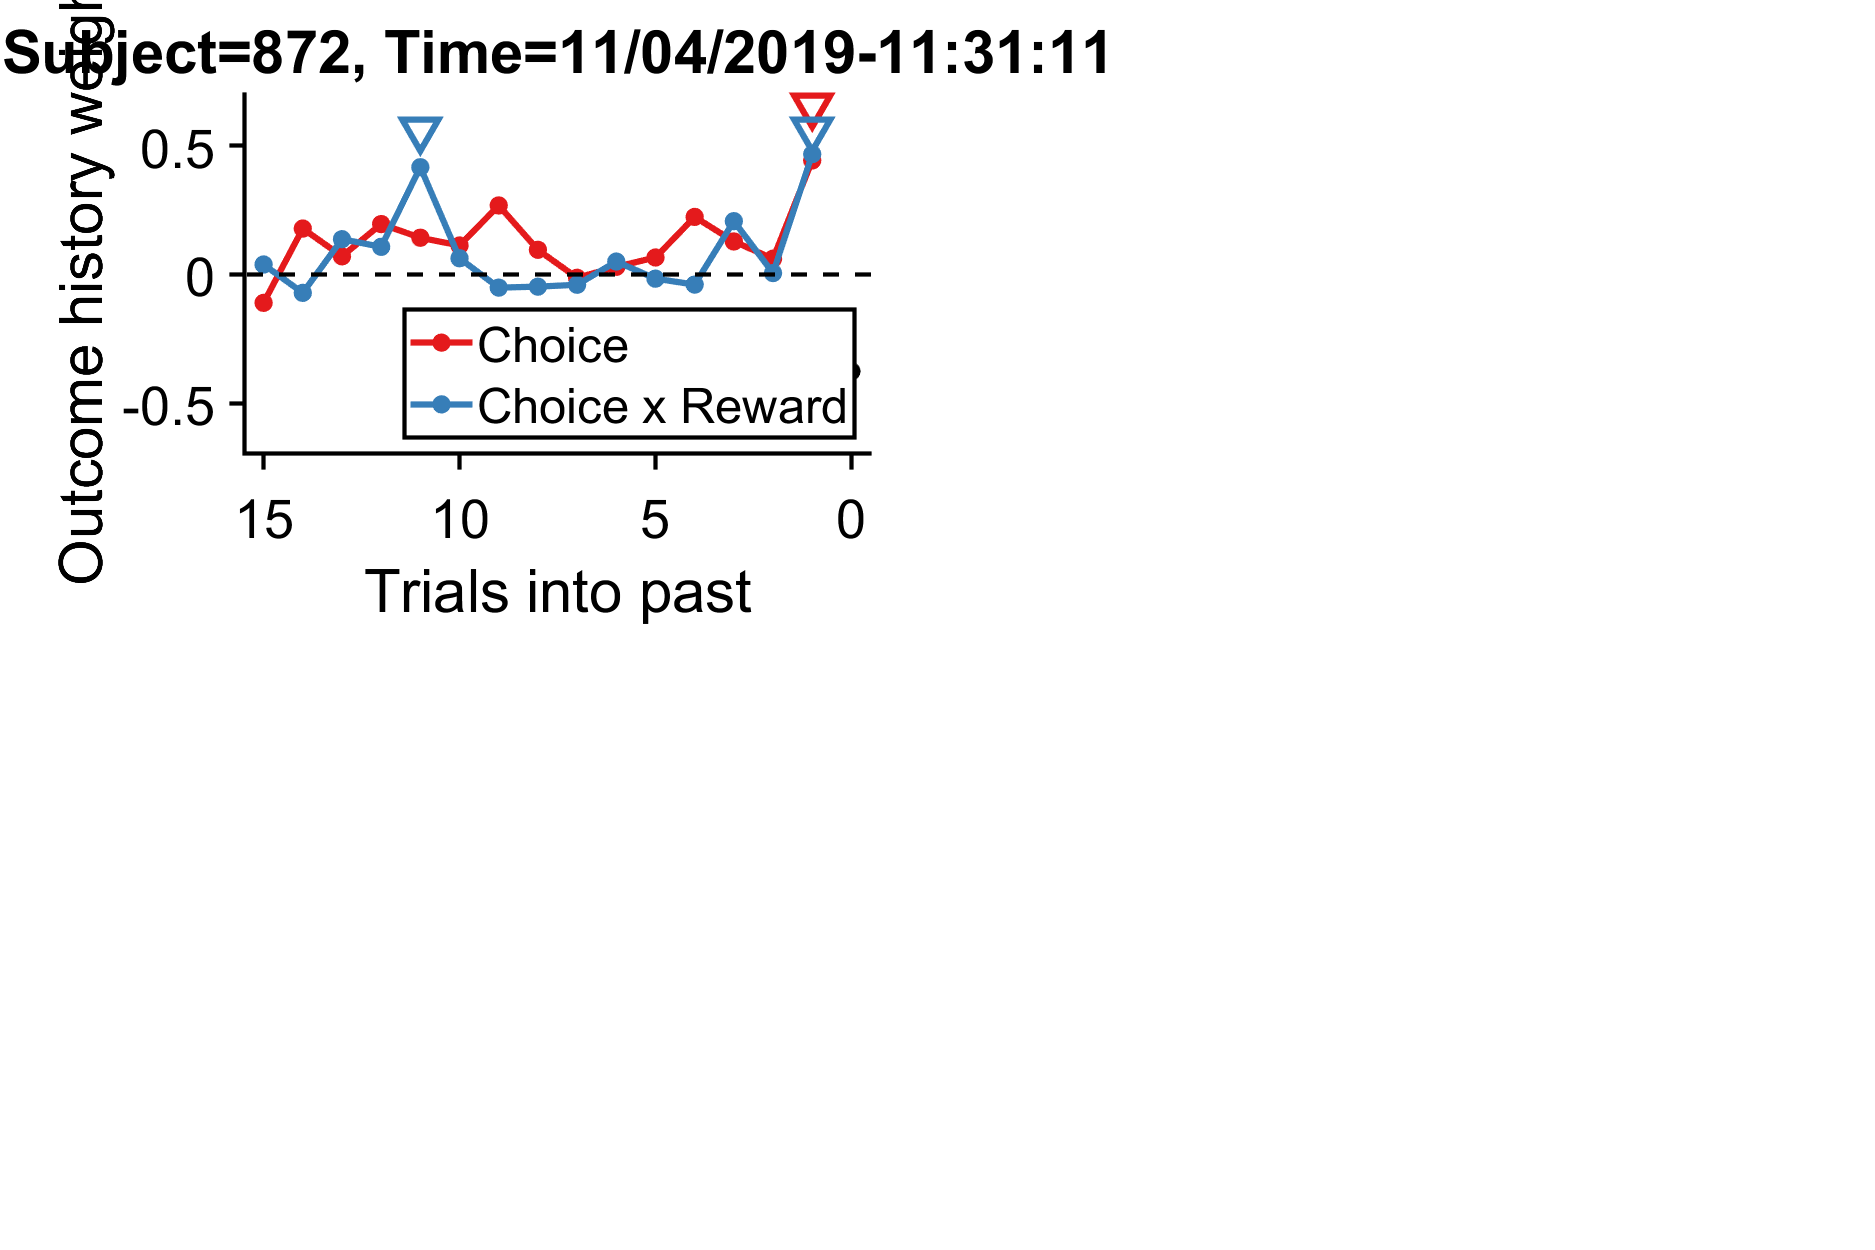 Subject=872, Time=11/04/2019-11:31:11
Outcome history
0.5
0
-0.5
Choice
Choice x Reward
15 10 5 0
Trials into past